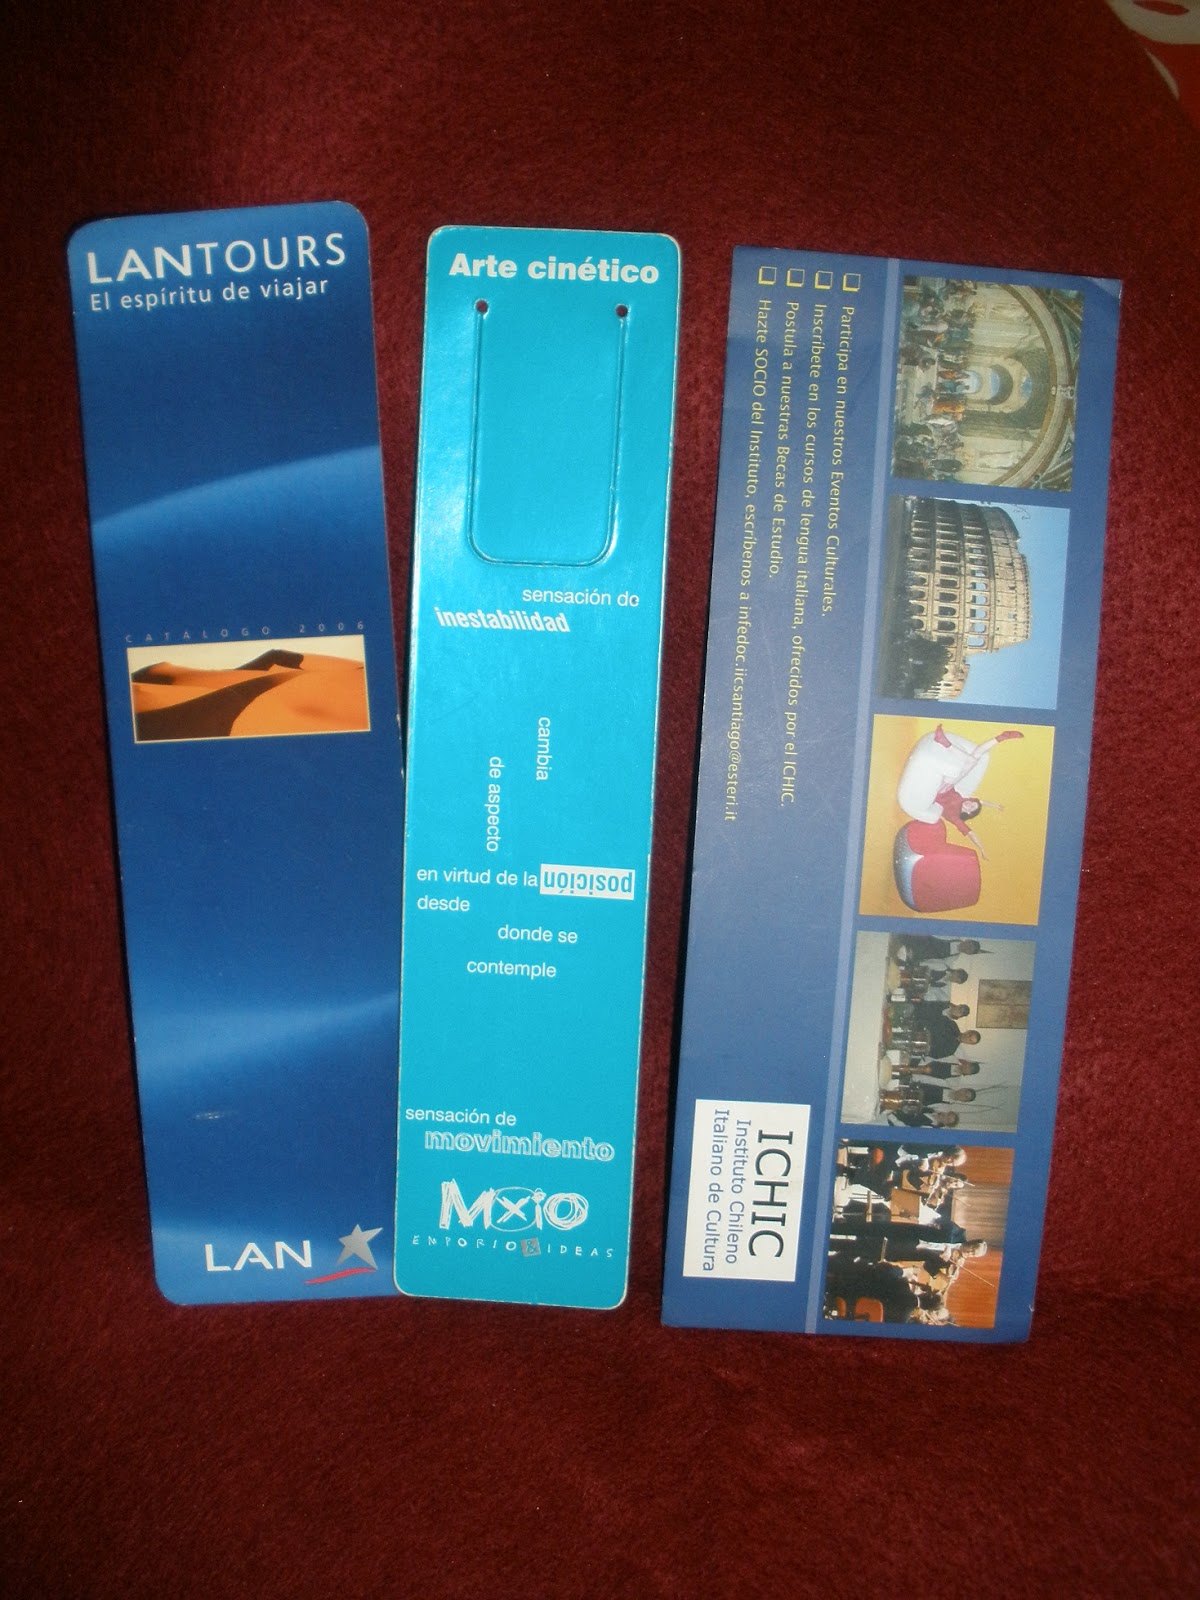 LANTOURS
El espíritu de viajar
CATÁLOGO 2006
LAN
Arte cinético
sensación de
inestabilidad
cambia
de aspecto
en virtud de la posición
desde
donde se
contemple
sensación de
movimiento
Mxio
EMPORIO & IDEAS
Participa en nuestros Eventos Culturales.
Inscríbete en los cursos de lengua italiana, ofrecidos por el ICHIC.
Postula a nuestras Becas de Estudio.
Hazte SOCIO del Instituto, escríbenos a infedoc.iicsantiago@esteri.it
ICHIC
Instituto Chileno
Italiano de Cultura